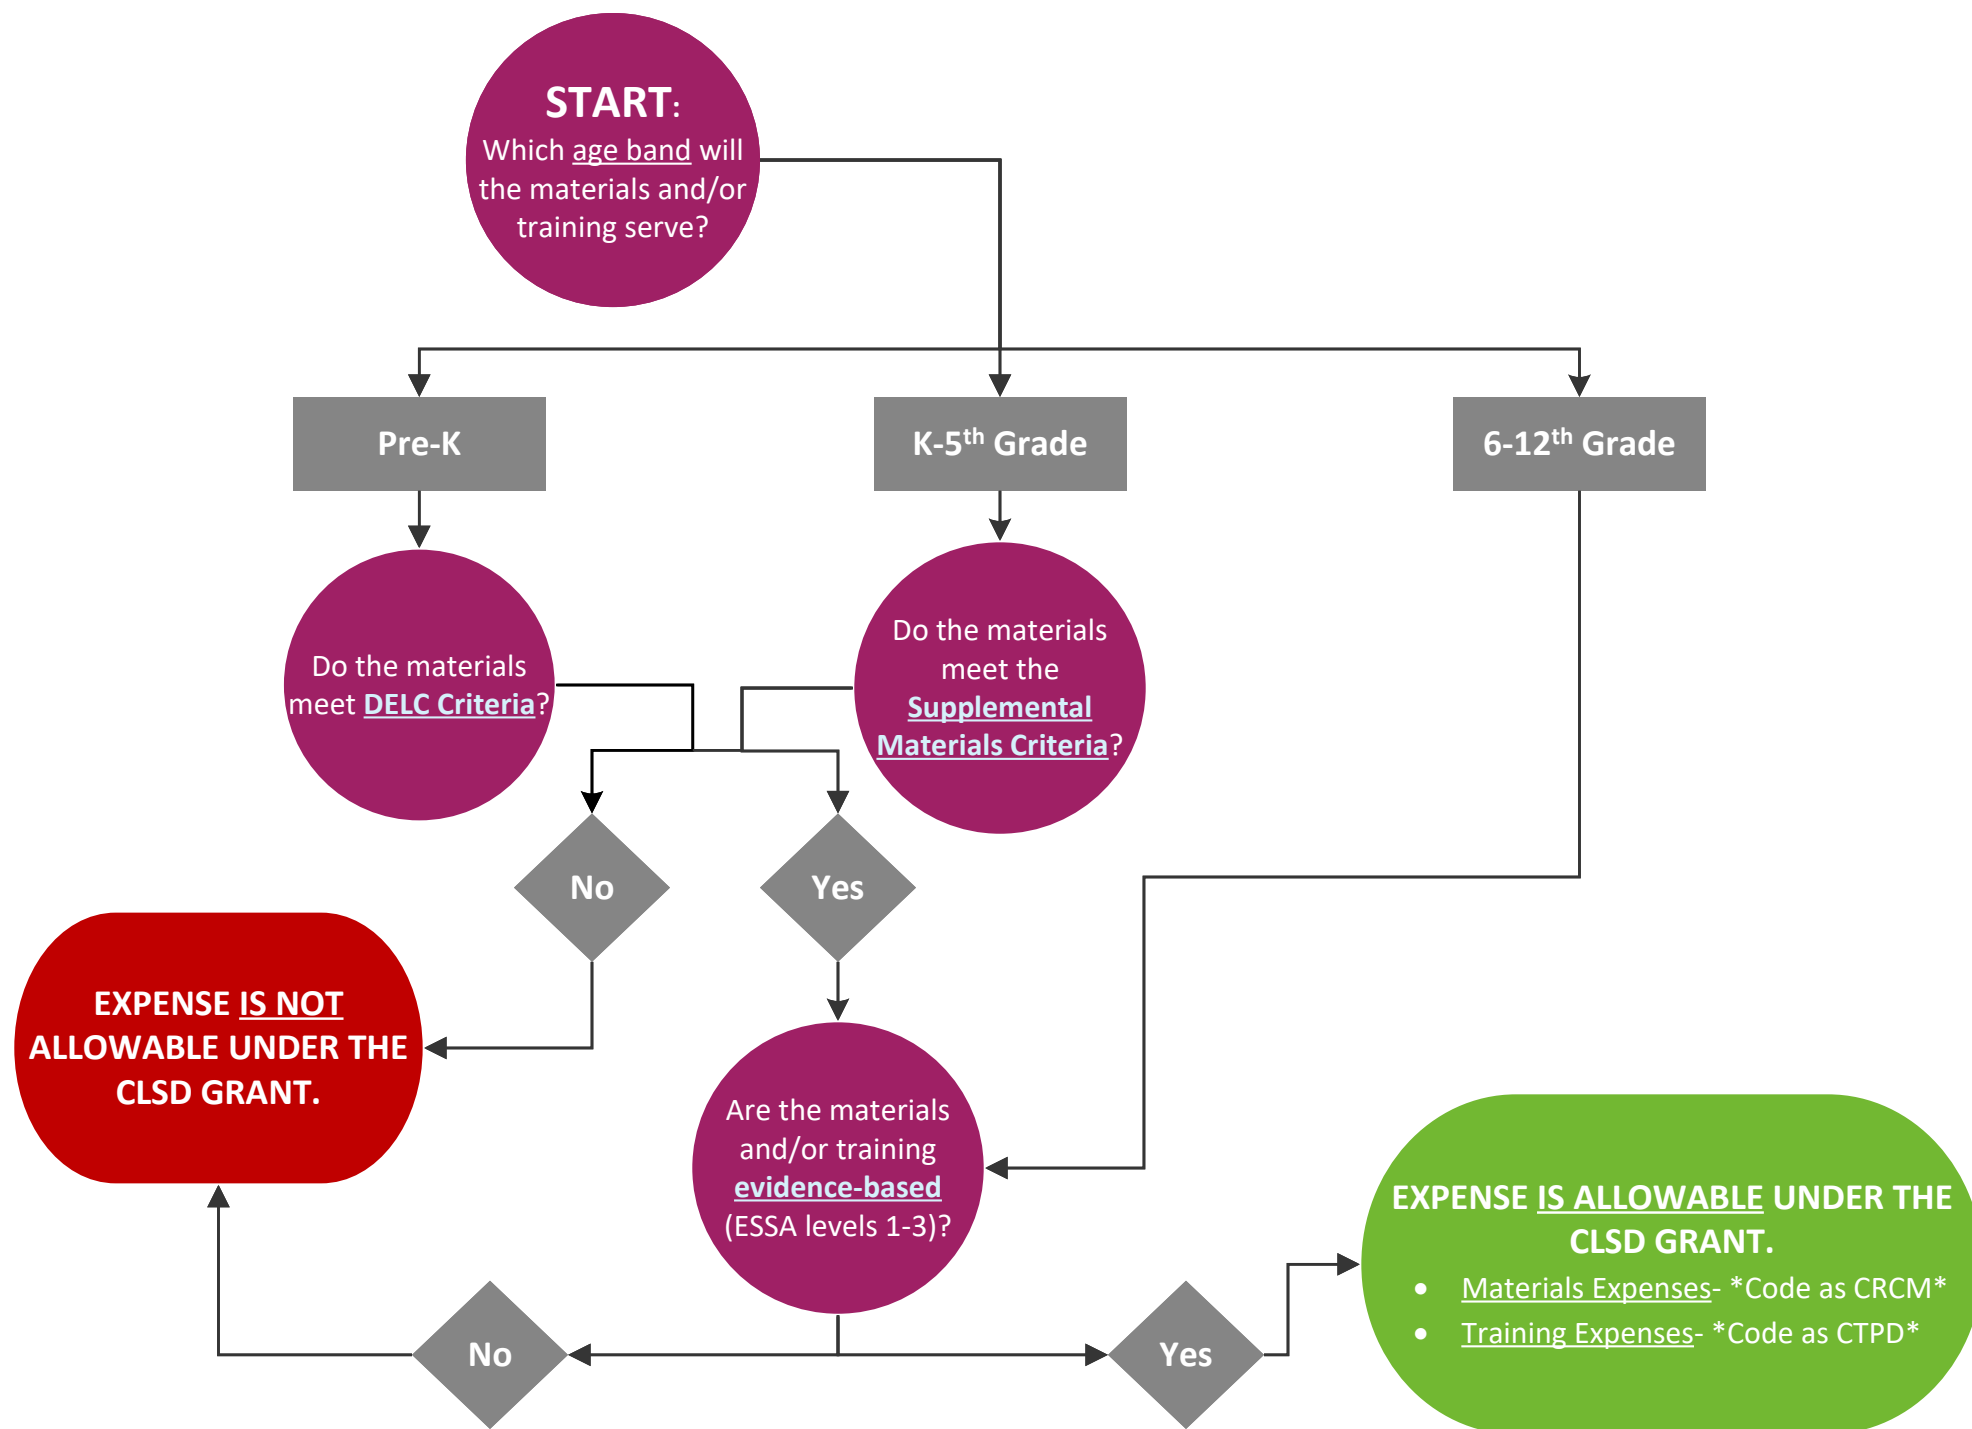 START:
Which age band will
the materials and/or
training serve?
Pre-K
K-5th Grade
6-12th Grade
Do the materials
meet DELC Criteria?
Do the materials
meet the
Supplemental
Materials Criteria?
No
Yes
EXPENSE IS NOT
ALLOWABLE UNDER THE
CLSD GRANT.
Are the materials
and/or training
evidence-based
(ESSA levels 1-3)?
No
Yes
EXPENSE IS ALLOWABLE UNDER THE
CLSD GRANT.
• Materials Expenses- *Code as CRCM*
• Training Expenses- *Code as CTPD*